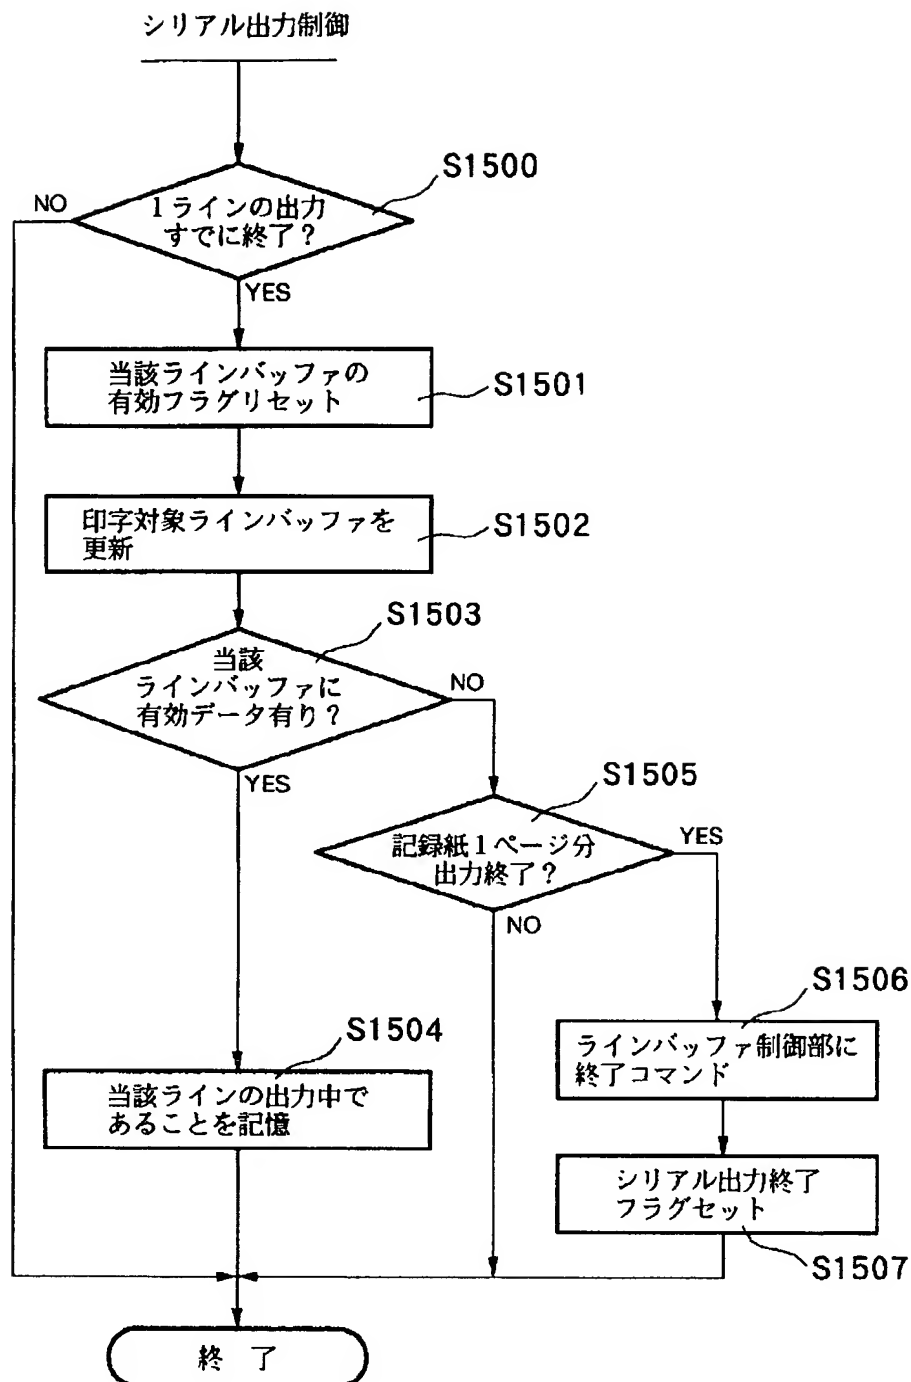 シリアル出力制御
S1500
NO
1ラインの出力
すでに終了？
YES
当該ラインバッファの
有効フラグリセット
S1501
印字対象ラインバッファを
更新
S1502
S1503
当該
ラインバッファに
有効データ有り？
NO
YES
S1505
記録紙1ページ分
出力終了？
YES
NO
S1506
ラインバッファ制御部に
終了コマンド
S1504
当該ラインの出力中で
あることを記憶
シリアル出力終了
フラグセット
S1507
終 了